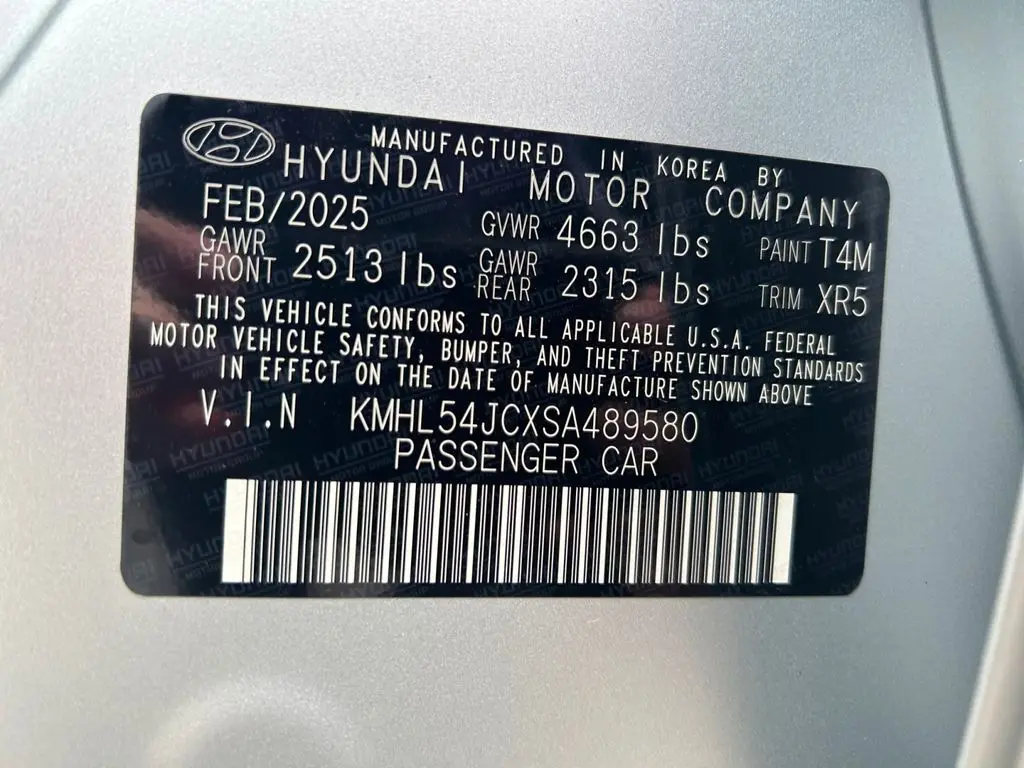 MANUFACTURED IN KOREA BY
HYUNDAI MOTOR COMPANY
FEB/2025 GVWR 4663 lbs PAINT T4M
GAWR FRONT 2513 lbs GAWR REAR 2315 lbs TRIM XR5
THIS VEHICLE CONFORMS TO ALL APPLICABLE U.S.A. FEDERAL
MOTOR VEHICLE SAFETY, BUMPER, AND THEFT PREVENTION STANDARDS
IN EFFECT ON THE DATE OF MANUFACTURE SHOWN ABOVE
V.I.N KMHL54JCXSA489580
PASSENGER CAR